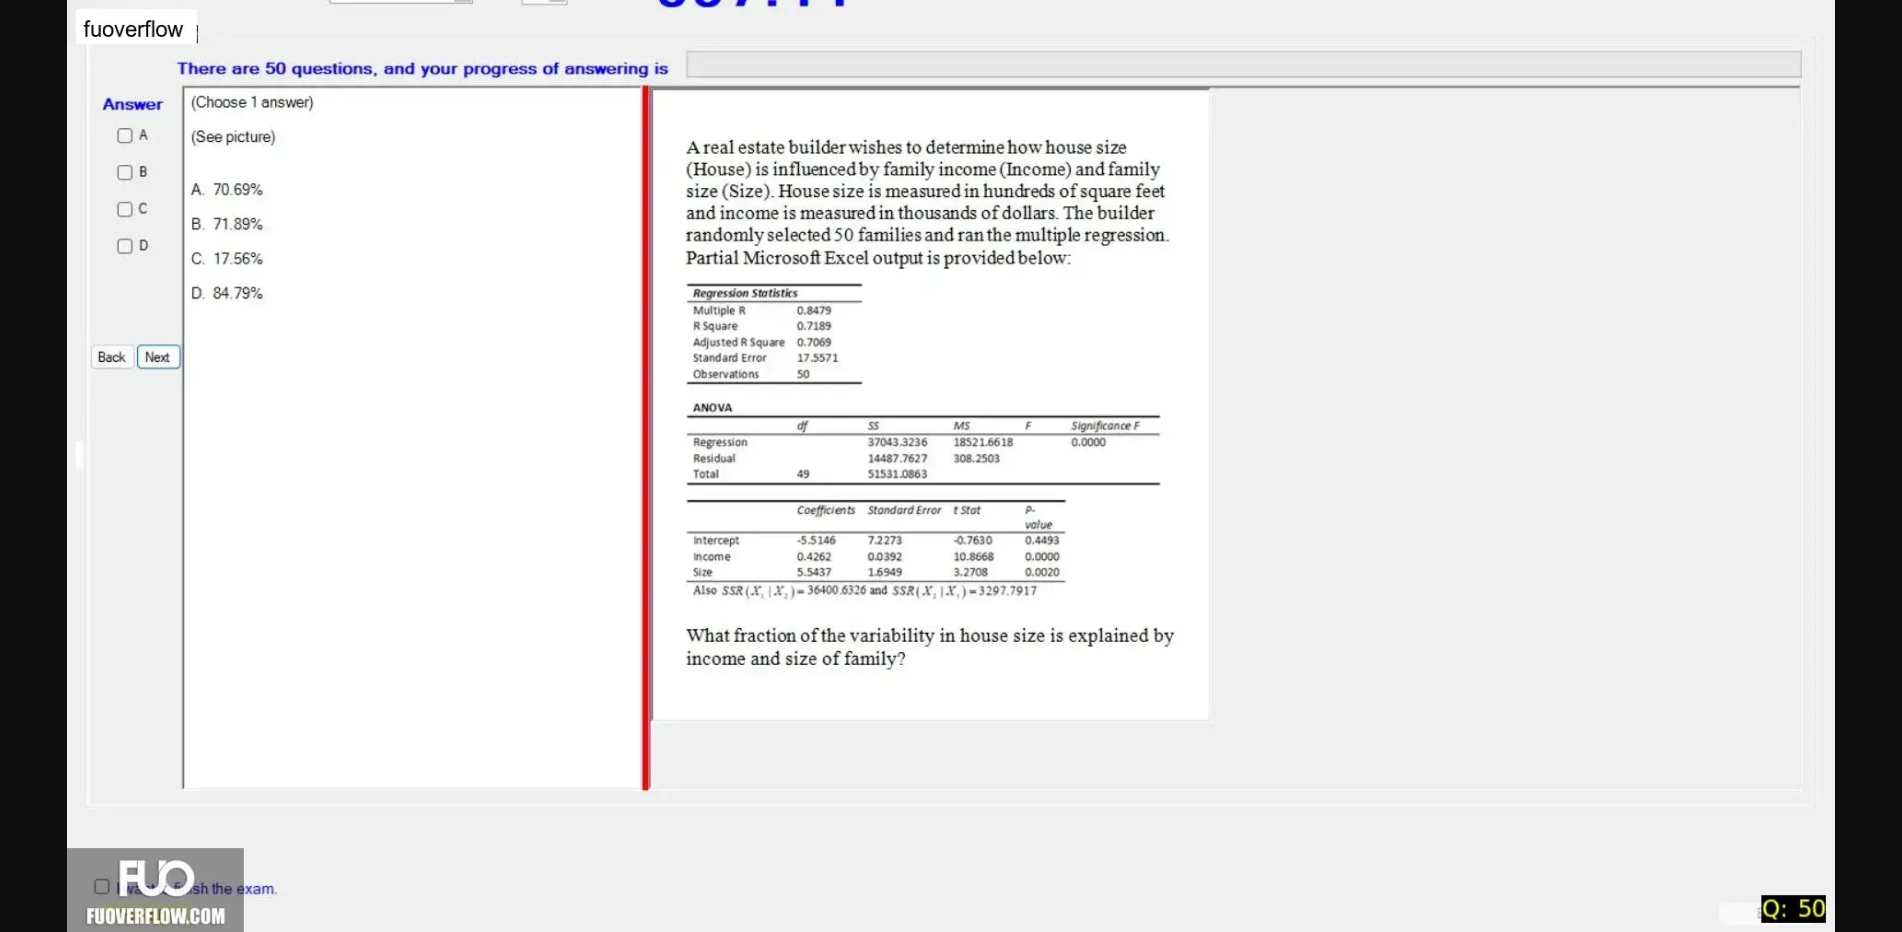 fuoverflow
There are 50 questions, and your progress of answering is
Answer
A
B
C
D
Back Next
(Choose 1 answer)
(See picture)
A. 70.69%
B. 71.89%
C. 17.56%
D. 84.79%
A real estate builder wishes to determine how house size
(House) is influenced by family income (Income) and family
size (Size). House size is measured in hundreds of square feet
and income is measured in thousands of dollars. The builder
randomly selected 50 families and ran the multiple regression.
Partial Microsoft Excel output is provided below:
Regression Statistics
Multiple R 0.8479
R Square 0.7189
Adjusted R Square 0.7069
Standard Error 17.5571
Observations 50
ANOVA
df SS MS F Significance F
Regression 37043.3236 18521.6618 0.0000
Residual 14487.7627 308.2503
Total 49 51531.0863
Coefficients Standard Error t Stat P-
value
Intercept -5.5146 7.2273 -0.7630 0.4493
Income 0.4262 0.0392 10.8668 0.0000
Size 5.5437 1.6949 3.2708 0.0020
Also SSR(X₁ | X₂) = 36400.6326 and SSR(X₂ | X₁) = 3297.7917
What fraction of the variability in house size is explained by
income and size of family?
FUO
the exam.
FUOVERFLOW.COM
Q: 50